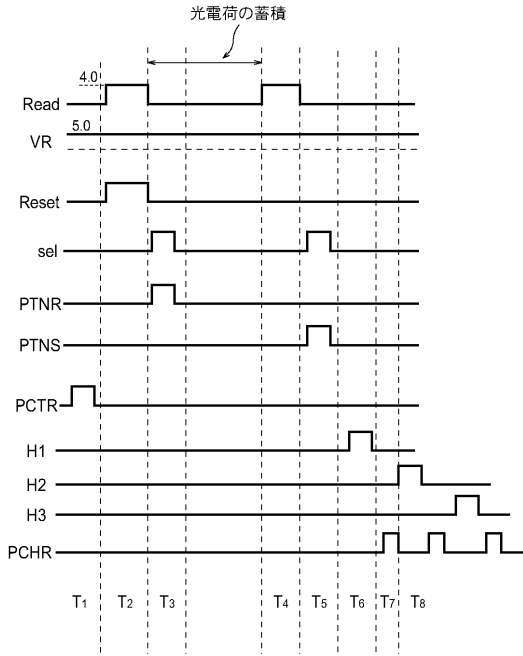 光電荷の蓄積
4.0
Read
5.0
VR
Reset
sel
PTNR
PTNS
PCTR
H1
H2
H3
PCHR
T1 T2 T3 T4 T5 T6 T7 T8